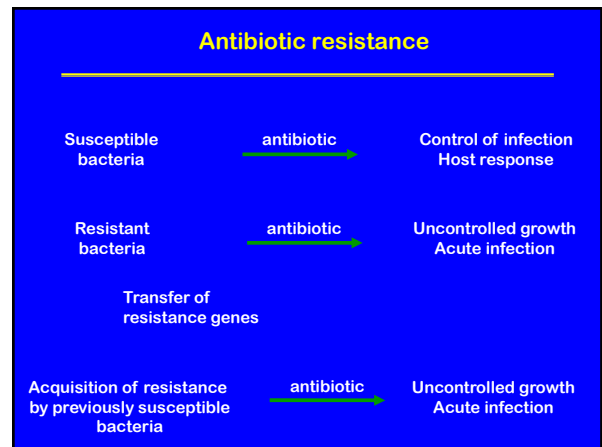 Antibiotic resistance
Susceptible antibiotic Control of infection
bacteria Host response
Resistant antibiotic Uncontrolled growth
bacteria Acute infection
Transfer of
resistance genes
Acquisition of resistance antibiotic Uncontrolled growth
by previously susceptible Acute infection
bacteria